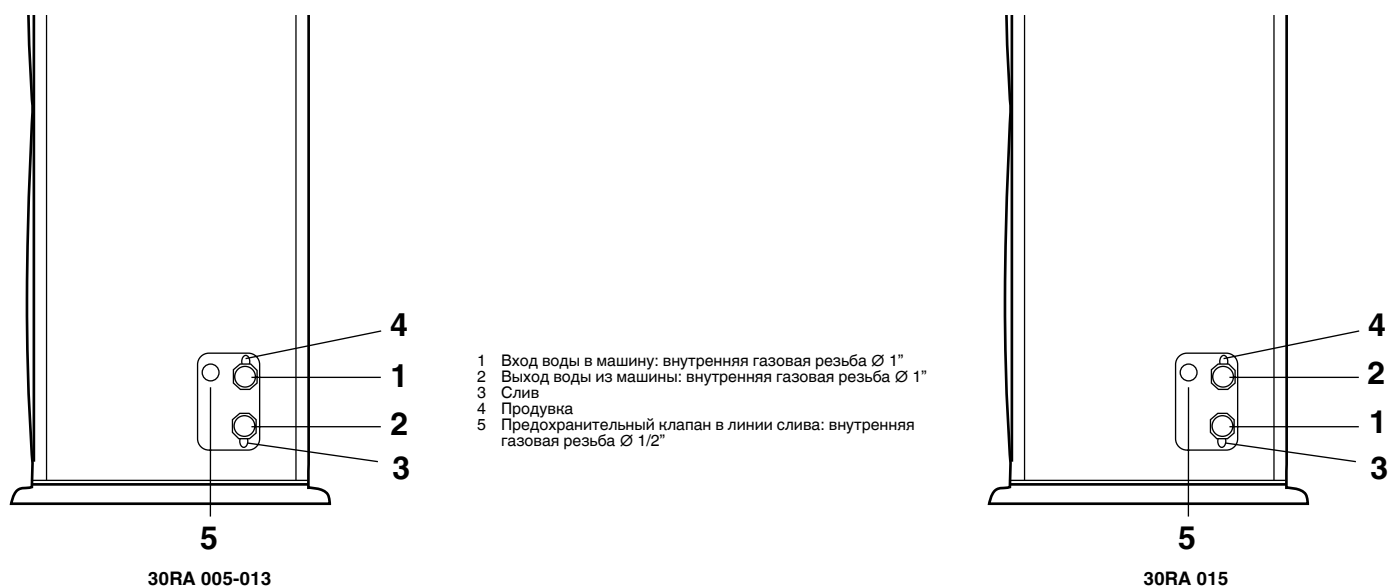 4
1
2
3
5
30RA 005-013
1 Вход воды в машину: внутренняя газовая резьба Ø 1”
2 Выход воды из машины: внутренняя газовая резьба Ø 1”
3 Слив
4 Продувка
5 Предохранительный клапан в линии слива: внутренняя
газовая резьба Ø 1/2”
4
2
1
3
5
30RA 015